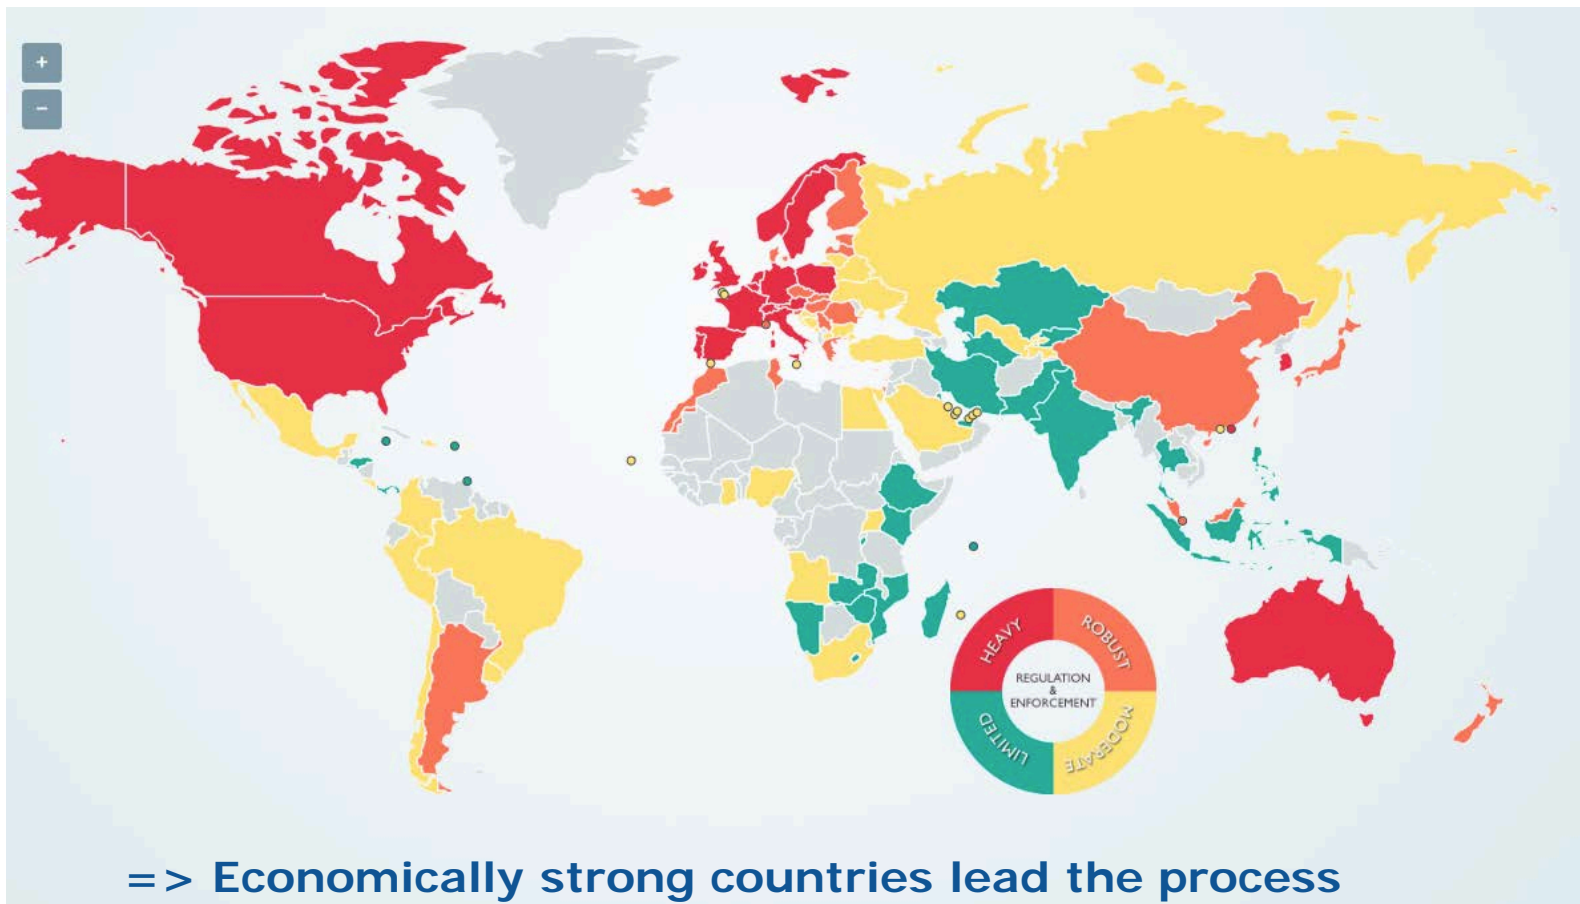 +
−
HEAVY
ROBUST
REGULATION
&
ENFORCEMENT
LIMITED
MODERATE
=> Economically strong countries lead the process